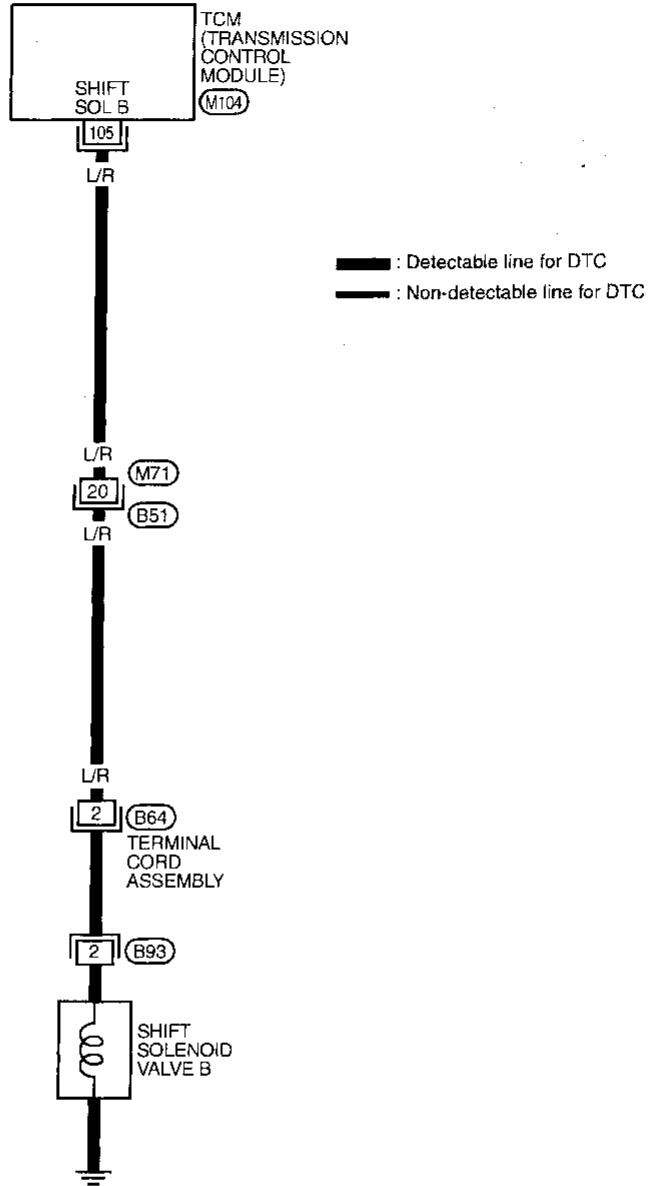 TCM
(TRANSMISSION
CONTROL
MODULE)
SHIFT
SOL B
M104
105
L/R
: Detectable line for DTC
: Non-detectable line for DTC
L/R
M71
20
B51
L/R
L/R
2
B64
TERMINAL
CORD
ASSEMBLY
2
B93
SHIFT
SOLENOID
VALVE B